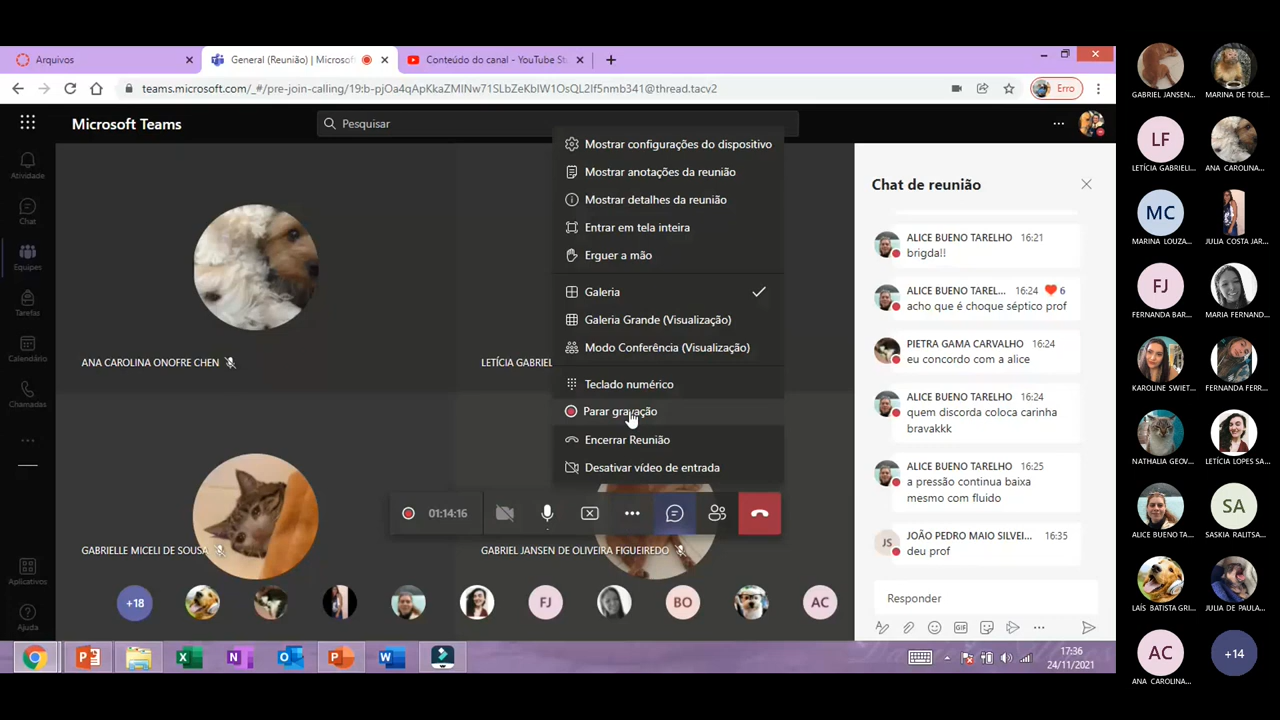 Arquivos
General (Reunião) | Microsof
Conteúdo do canal - YouTube St
teams.microsoft.com/_#/pre-join-calling/19:b-pjOa4qApKkaZMINw71SLbZeKbIW1OsQL2If5nmb341@thread.tacv2
Erro
Microsoft Teams
Pesquisar
Atividade
Chat
Equipes
Tarefas
Calendário
Chamadas
Aplicativos
Ajuda
ANA CAROLINA ONOFRE CHEN
LETÍCIA GABRIEL
GABRIELLE MICELI DE SOUSA
GABRIEL JANSEN DE OLIVEIRA FIGUEIREDO
Mostrar configurações do dispositivo
Mostrar anotações da reunião
Mostrar detalhes da reunião
Entrar em tela inteira
Erguer a mão
Galeria
Galeria Grande (Visualização)
Modo Conferência (Visualização)
Teclado numérico
Parar gravação
Encerrar Reunião
Desativar vídeo de entrada
01:14:16
+18
FJ
BO
AC
Chat de reunião
ALICE BUENO TARELHO 16:21
brigda!!
ALICE BUENO TAREL... 16:24 6
acho que é choque séptico prof
PIETRA GAMA CARVALHO 16:24
eu concordo com a alice
ALICE BUENO TARELHO 16:24
quem discorda coloca carinha
bravakkk
ALICE BUENO TARELHO 16:25
a pressão continua baixa
mesmo com fluido
JS
JOÃO PEDRO MAIO SILVEI... 16:35
deu prof
Responder
GIF
17:36
24/11/2021
GABRIEL JANSEN...
MARINA DE TOLE...
LF
LETÍCIA GABRIELI...
ANA CAROLINA...
MC
MARINA LOUZA...
JULIA COSTA JAR...
FJ
FERNANDA BAR...
MARIA FERNAND...
KAROLINE SWIET...
FERNANDA FERR...
NATHALIA GEOV...
LETÍCIA LOPES SA...
ALICE BUENO TA...
SA
SASKIA RALITSA...
LAÍS BATISTA GRI...
JULIA DE PAULA...
AC
ANA CAROLINA...
+14